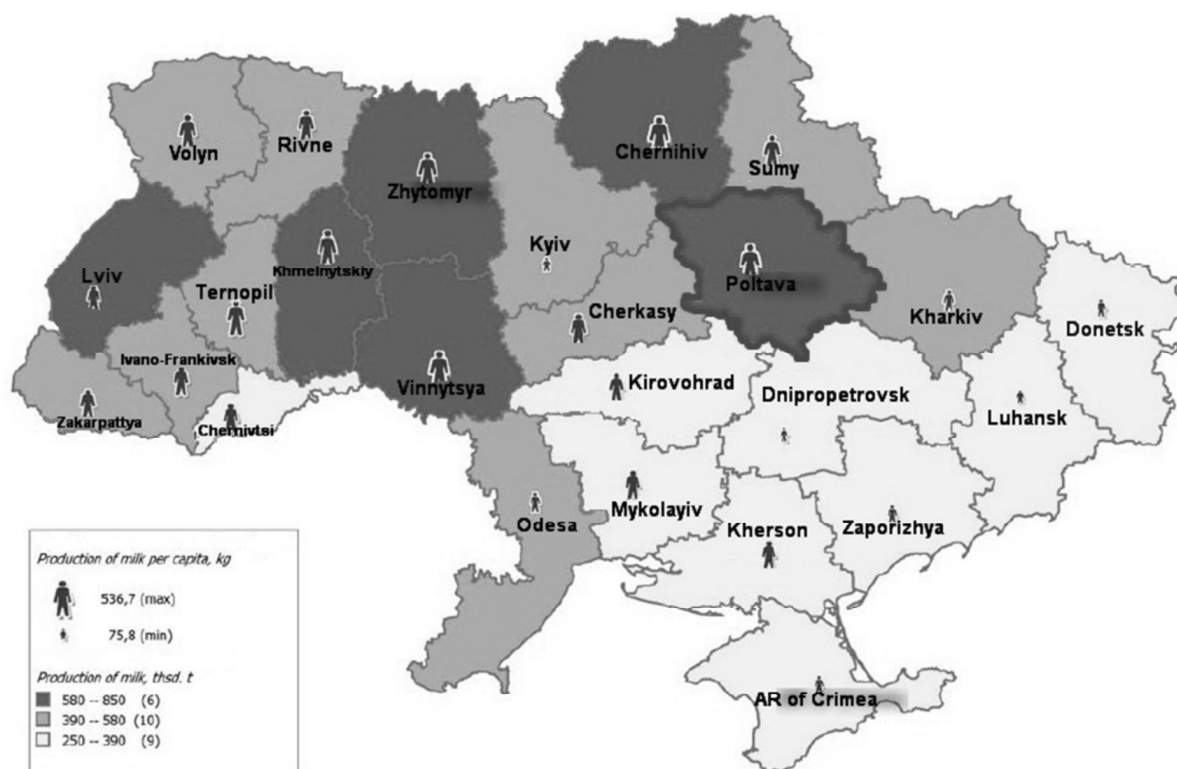 Volyn
Rivne
Chernihiv
Sumy
Zhytomyr
Kyiv
Lviv
Khmelnytskiy
Ternopil
Poltava
Cherkasy
Kharkiv
Donetsk
Ivano-Frankivsk
Vinnytsya
Kirovohrad
Dnipropetrovsk
Luhansk
Zakarpattya
Chernivtsi
Odesa
Mykolayiv
Kherson
Zaporizhya
AR of Crimea
Production of milk per capita, kg
536,7 (max)
75,8 (min)
Production of milk, thsd. t
580 -- 850 (6)
390 -- 580 (10)
250 -- 390 (9)